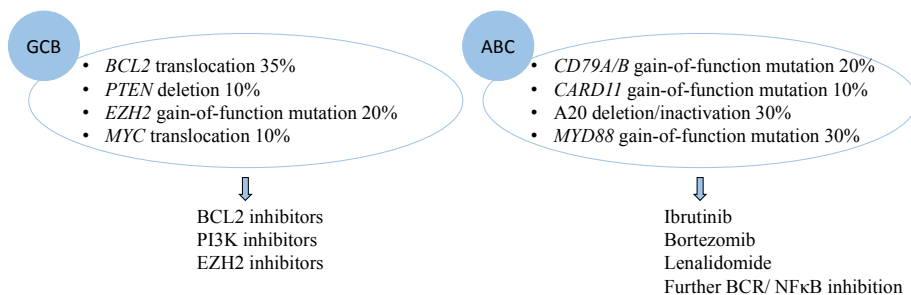 GCB
• BCL2 translocation 35%
• PTEN deletion 10%
• EZH2 gain-of-function mutation 20%
• MYC translocation 10%
BCL2 inhibitors
PI3K inhibitors
EZH2 inhibitors
ABC
• CD79A/B gain-of-function mutation 20%
• CARD11 gain-of-function mutation 10%
• A20 deletion/inactivation 30%
• MYD88 gain-of-function mutation 30%
Ibrutinib
Bortezomib
Lenalidomide
Further BCR/ NFκB inhibition